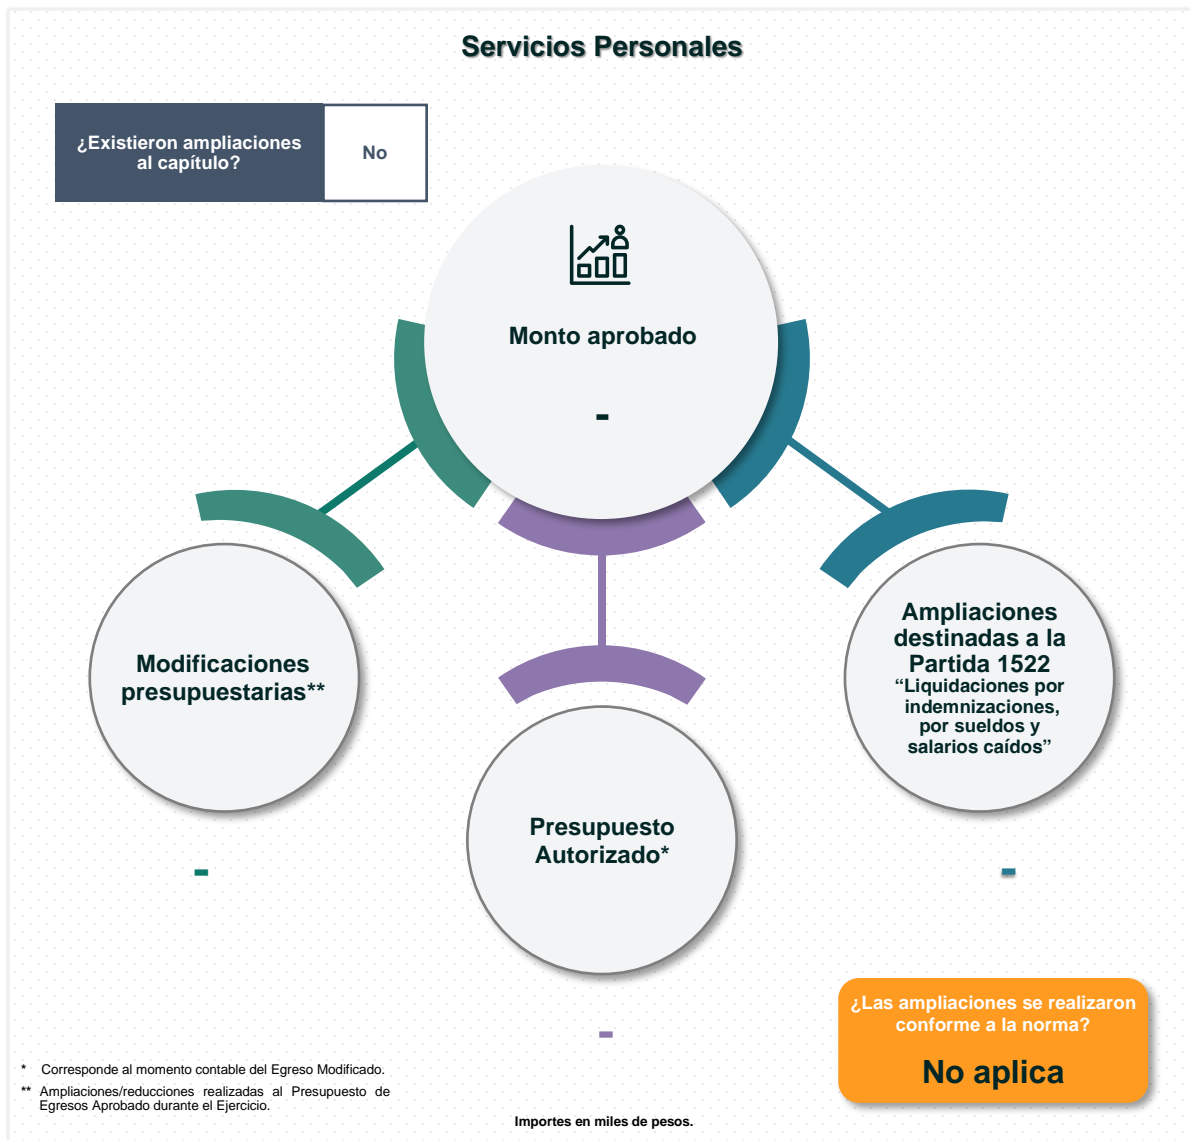 Servicios Personales
¿Existieron ampliaciones
al capítulo?
No
Monto aprobado
-
Modificaciones
presupuestarias**
-
Presupuesto
Autorizado*
-
Ampliaciones
destinadas a la
Partida 1522
“Liquidaciones por
indemnizaciones,
por sueldos y
salarios caídos”
-
¿Las ampliaciones se realizaron
conforme a la norma?
No aplica
* Corresponde al momento contable del Egreso Modificado.
** Ampliaciones/reducciones realizadas al Presupuesto de
Egresos Aprobado durante el Ejercicio.
Importes en miles de pesos.